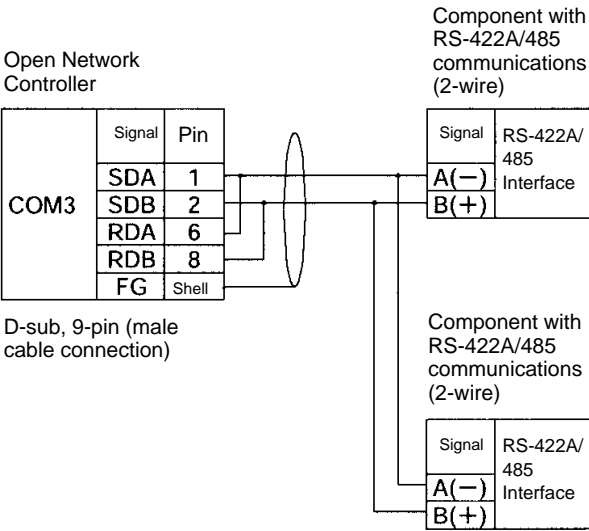 Component with
RS-422A/485
communications
(2-wire)
Open Network
Controller
Signal Pin
COM3
SDA 1
SDB 2
RDA 6
RDB 8
FG Shell
Signal RS-422A/
485
Interface
A(−)
B(+)
D-sub, 9-pin (male
cable connection)
Component with
RS-422A/485
communications
(2-wire)
Signal RS-422A/
485
Interface
A(−)
B(+)